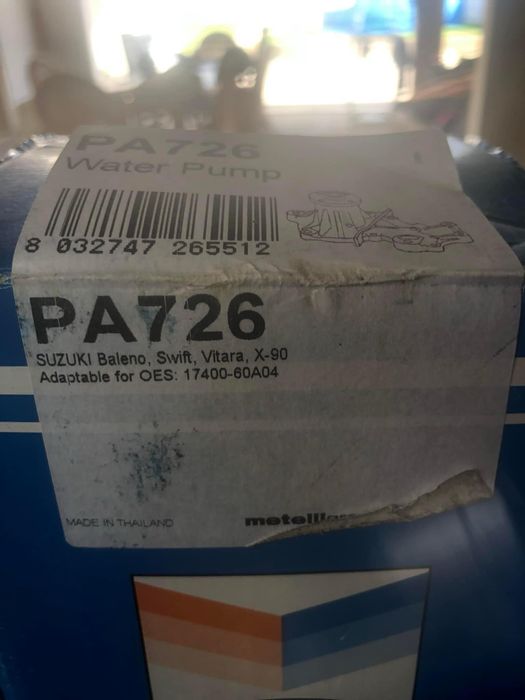 PA726
Water Pump
8 032747 265512
PA726
SUZUKI Baleno, Swift, Vitara, X-90
Adaptable for OES: 17400-60A04
MADE IN THAILAND